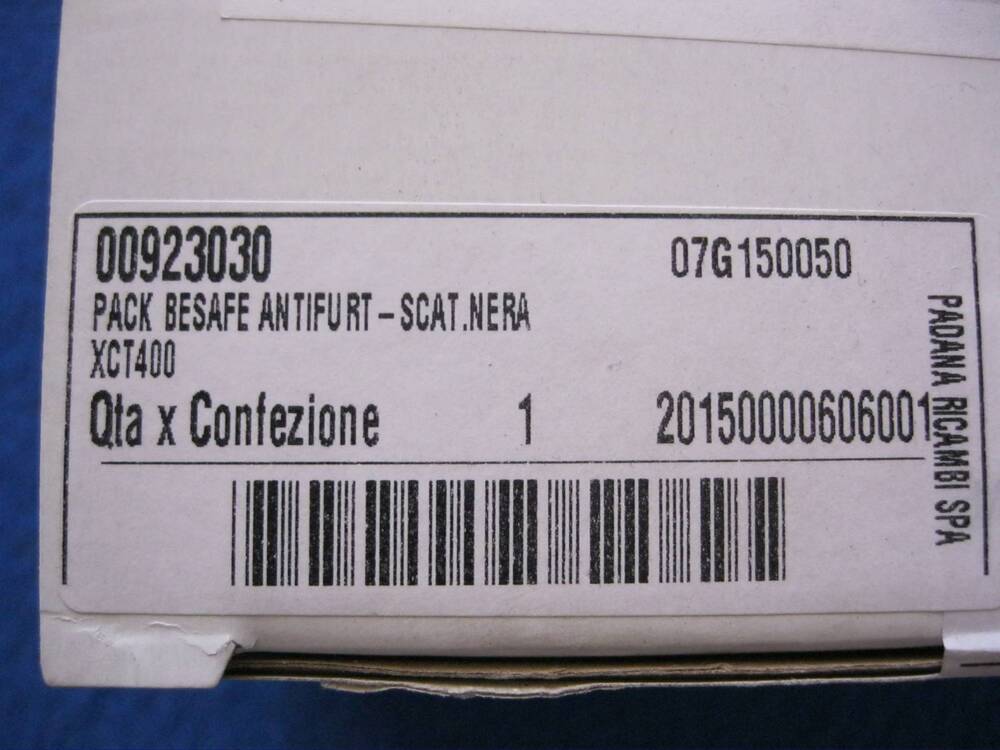 00923030 07G150050
PACK BESAFE ANTIFURT-SCAT.NERA
XCT400
Qta x Confezione 1 20150000606001
PADANA RICAMBI SPA